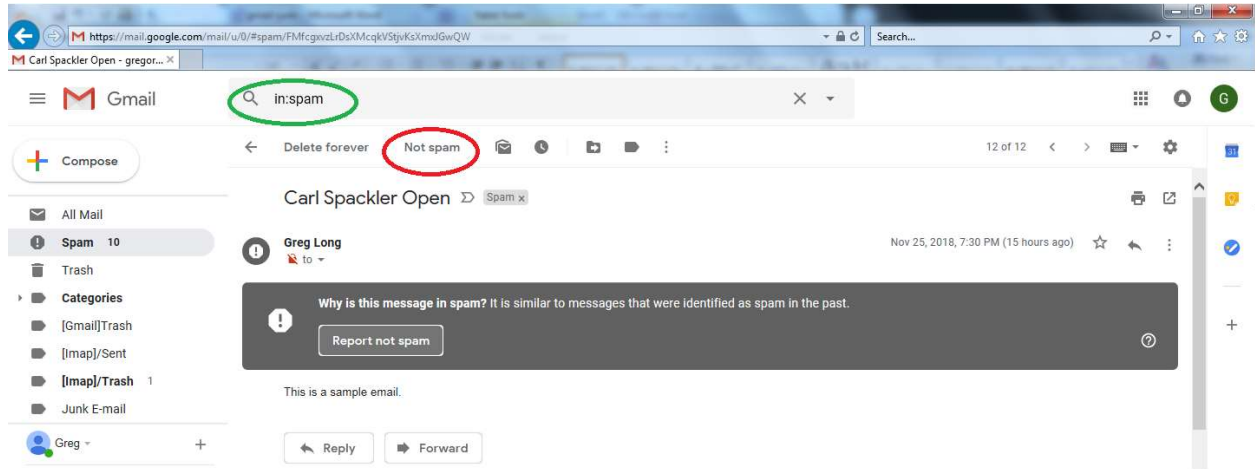 https://mail.google.com/mail/u/0/#spam/FMfcgxvzLrDsXMcqkVStjvKsXmxJGwQW
Search...
Carl Spackler Open - gregor...
Gmail
in:spam
G
Compose
Delete forever
Not spam
12 of 12
31
Carl Spackler Open
Spam x
All Mail
Spam 10
Trash
Categories
[Gmail]Trash
[Imap]/Sent
[Imap]/Trash 1
Junk E-mail
Greg
Greg Long
Nov 25, 2018, 7:30 PM (15 hours ago)
to
Why is this message in spam? It is similar to messages that were identified as spam in the past.
Report not spam
This is a sample email.
Reply
Forward